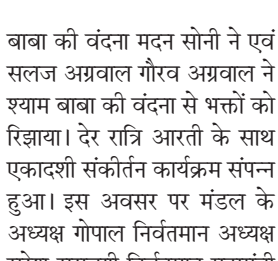 बाबा की वंदना मदन सोनी ने एवं
सलज अग्रवाल गौरव अग्रवाल ने
श्याम बाबा की वंदना से भक्तों को
रिझाया। देर रात्रि आरती के साथ
एकादशी संकीर्तन कार्यक्रम संपन्न
हुआ। इस अवसर पर मंडल के
अध्यक्ष गोपाल निर्वतमान अध्यक्ष